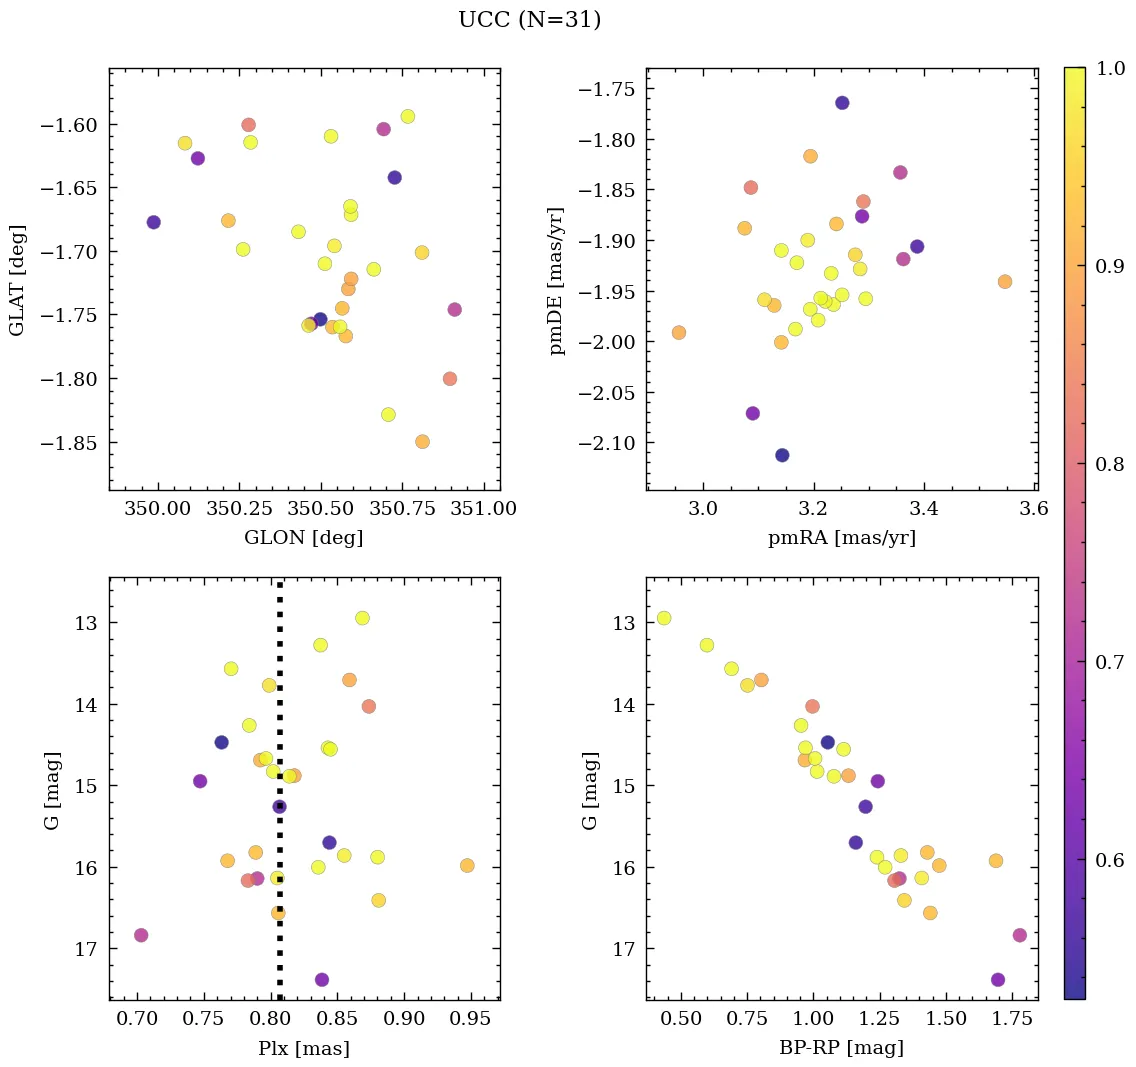 UCC (N=31)
−1.60
−1.65
−1.70
−1.75
−1.80
−1.85
GLAT [deg]
350.00 350.25 350.50 350.75 351.00
GLON [deg]
−1.75
−1.80
−1.85
−1.90
−1.95
−2.00
−2.05
−2.10
pmDE [mas/yr]
3.0 3.2 3.4 3.6
pmRA [mas/yr]
1.0
0.9
0.8
0.7
0.6
13
14
15
16
17
G [mag]
0.70 0.75 0.80 0.85 0.90 0.95
Plx [mas]
13
14
15
16
17
G [mag]
0.50 0.75 1.00 1.25 1.50 1.75
BP-RP [mag]